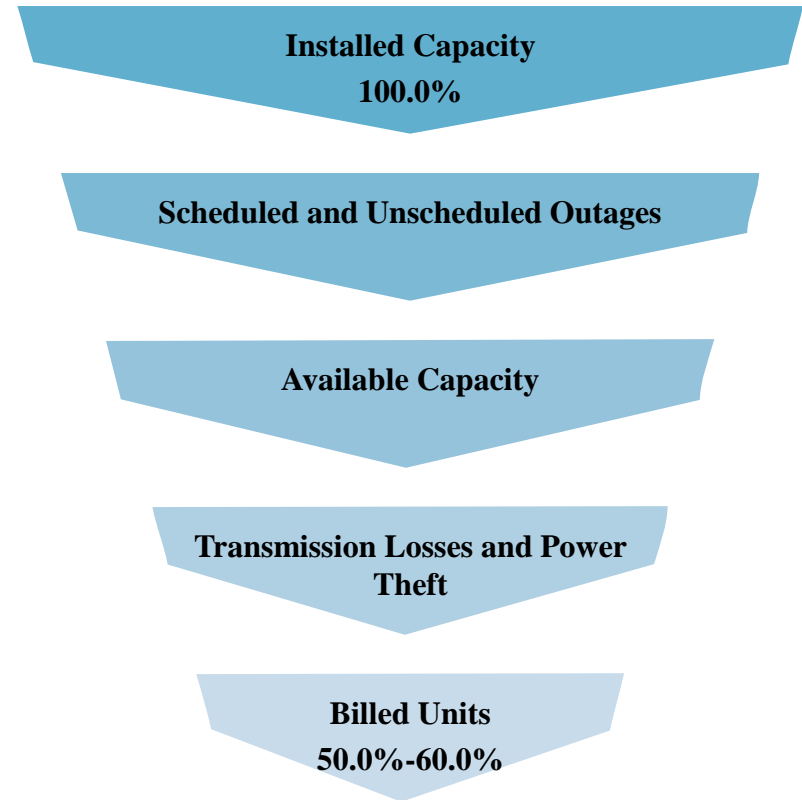 Installed Capacity
100.0%
Scheduled and Unscheduled Outages
Available Capacity
Transmission Losses and Power
Theft
Billed Units
50.0%-60.0%